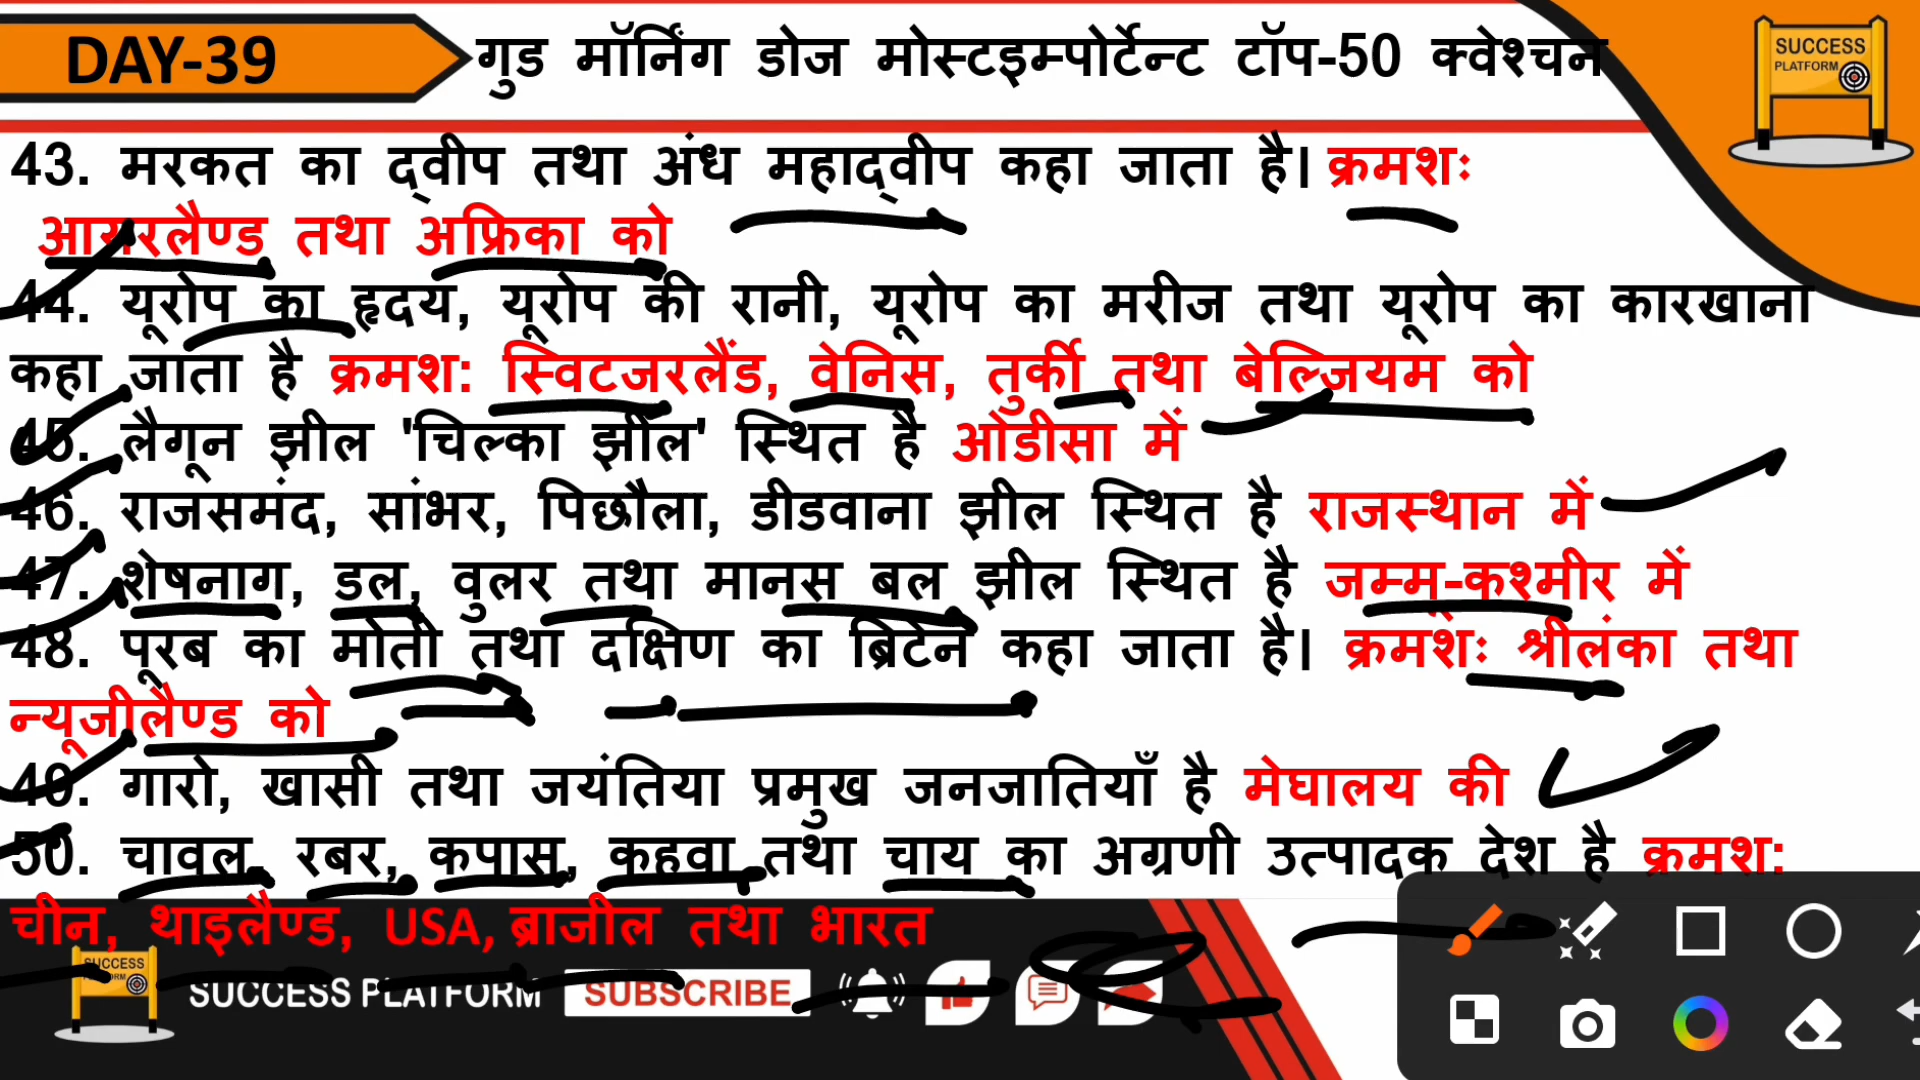 DAY-39
गुड मॉर्निंग डोज मोस्टइम्पोर्टेन्ट टॉप-50 क्वेश्चन
SUCCESS
PLATFORM
43. मरकत का द्वीप तथा अंध महाद्वीप कहा जाता है। क्रमशः
आयरलैण्ड तथा अफ्रिका को
44. यूरोप का हृदय, यूरोप की रानी, यूरोप का मरीज तथा यूरोप का कारखाना
कहा जाता है क्रमश: स्विटजरलैंड, वेनिस, तुर्की तथा बेल्जियम को
45. लैगून झील 'चिल्का झील' स्थित है ओडीसा में
46. राजसमंद, सांभर, पिछौला, डीडवाना झील स्थित है राजस्थान में
47. शेषनाग, डल, वुलर तथा मानस बल झील स्थित है जम्मू-कश्मीर में
48. पूरब का मोती तथा दक्षिण का ब्रिटेन कहा जाता है। क्रमशः श्रीलंका तथा
न्यूजीलैण्ड को
49. गारो, खासी तथा जयंतिया प्रमुख जनजातियाँ है मेघालय की
50. चावल, रबर, कपास, कहवा तथा चाय का अग्रणी उत्पादक देश है क्रमश:
चीन, थाइलैण्ड, USA, ब्राजील तथा भारत
SUCCESS
SUCCESS PLATFORM SUBSCRIBE